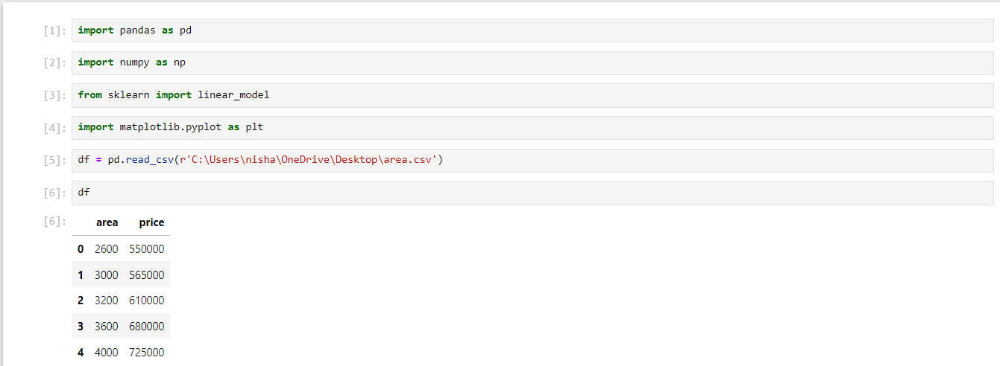 [1]: import pandas as pd
[2]: import numpy as np
[3]: from sklearn import linear_model
[4]: import matplotlib.pyplot as plt
[5]: df = pd.read_csv(r'C:\Users\nisha\OneDrive\Desktop\area.csv')
[6]: df
[6]: area price
0 2600 550000
1 3000 565000
2 3200 610000
3 3600 680000
4 4000 725000